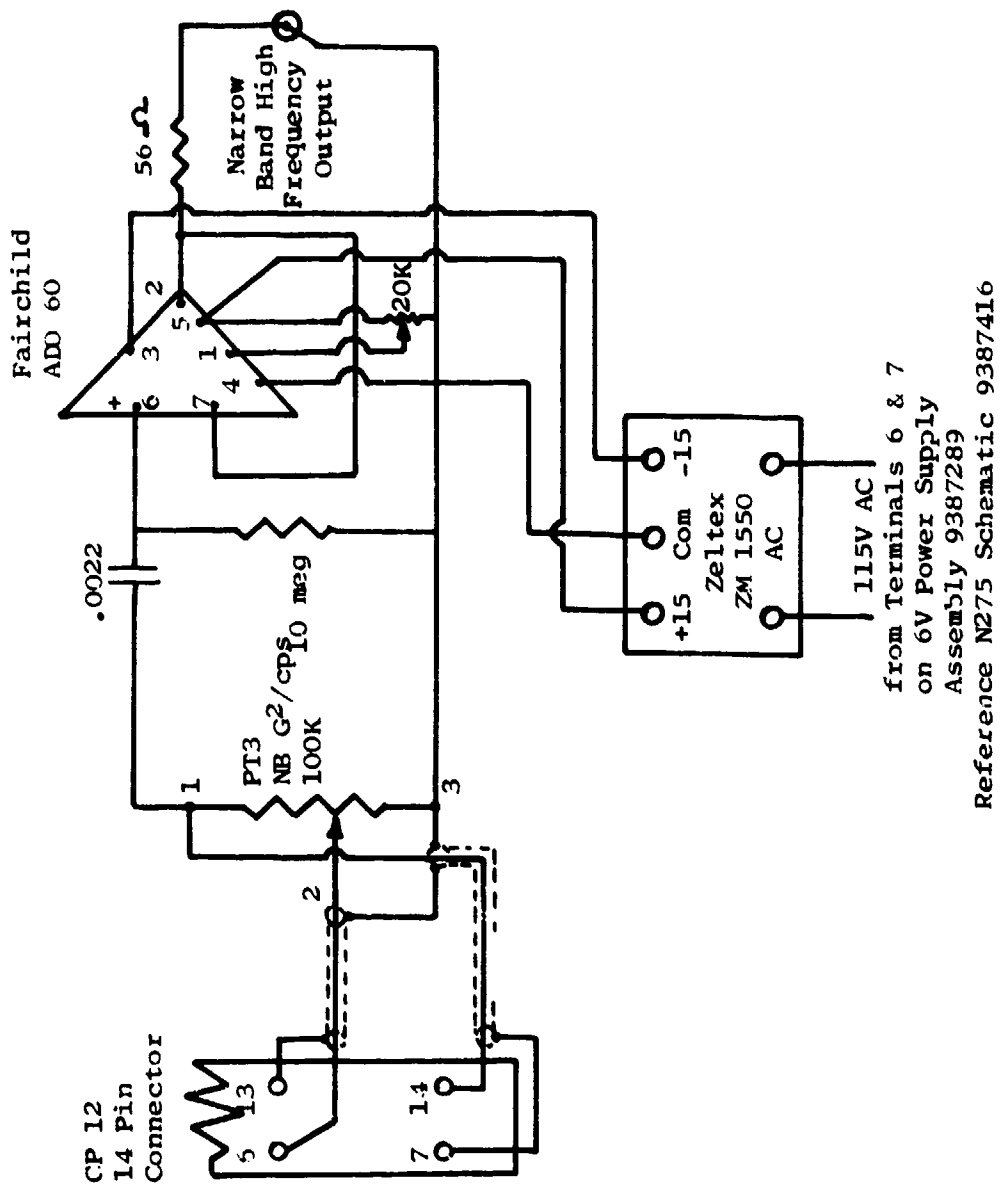 CP 12
14 Pin
Connector
6
13
7
14
2
1
3
PT3
NB G²/cps
100K
10 meg
.0022
Fairchild
ADO 60
+
6
7
3
2
5
1
4
20K
56 Ω
Narrow
Band High
Frequency
Output
+15 Com -15
Zeltex
ZM 1550
AC
115V AC
from Terminals 6 & 7
on 6V Power Supply
Assembly 9387289
Reference N275 Schematic 9387416